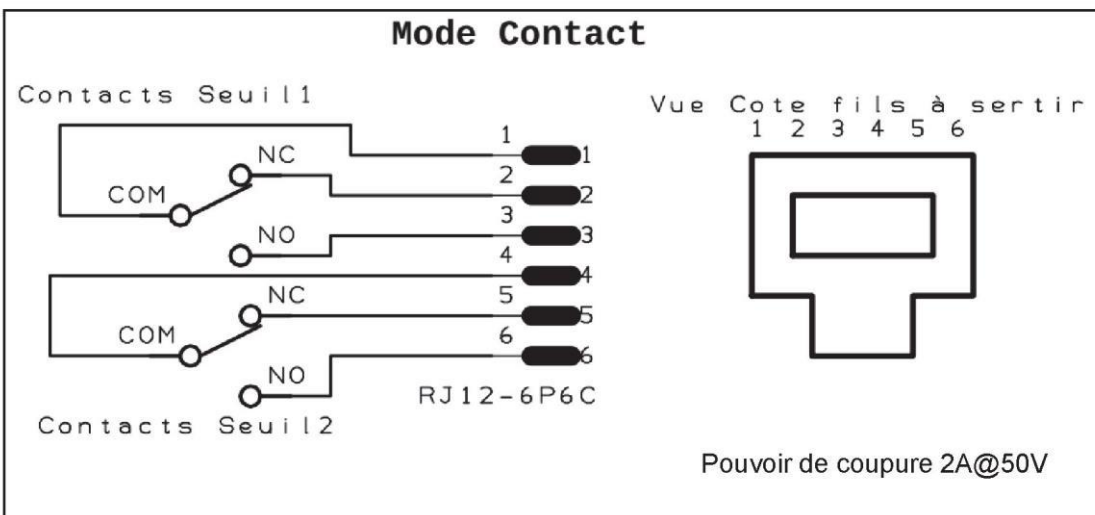 Mode Contact
Contacts Seuil1
Vue Cote fils à sertir
1 2 3 4 5 6
1
NC
1
2
COM
2
3
NO
3
4
4
NC
5
5
COM
6
6
NO
RJ12-6P6C
Contacts Seuil2
Pouvoir de coupure 2A@50V